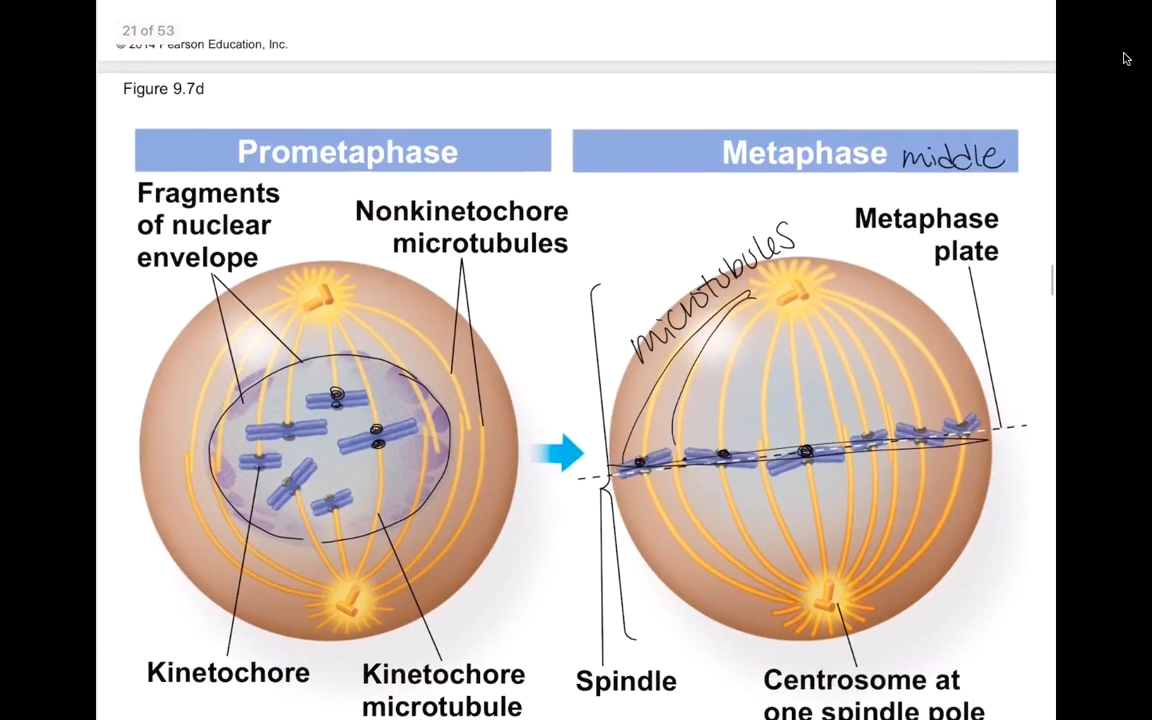 21 of 53
© 2014 Pearson Education, Inc.
Figure 9.7d
Prometaphase
Metaphase middle
Fragments
of nuclear
envelope
Nonkinetochore
microtubules
microtubules
Metaphase
plate
Kinetochore
Kinetochore
microtubule
Spindle
Centrosome at
one spindle pole